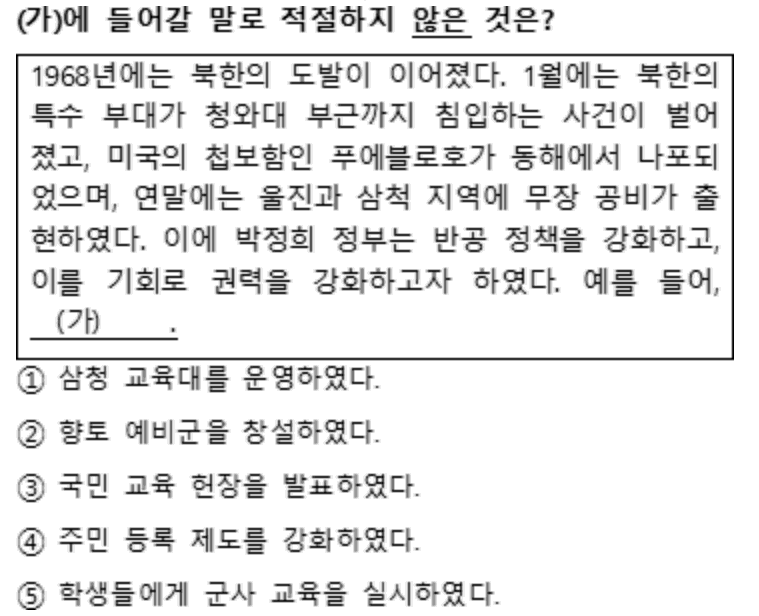 (가)에 들어갈 말로 적절하지 않은 것은?
1968년에는 북한의 도발이 이어졌다. 1월에는 북한의
특수 부대가 청와대 부근까지 침입하는 사건이 벌어
졌고, 미국의 첩보함인 푸에블로호가 동해에서 나포되
었으며, 연말에는 울진과 삼척 지역에 무장 공비가 출
현하였다. 이에 박정희 정부는 반공 정책을 강화하고,
이를 기회로 권력을 강화하고자 하였다. 예를 들어,
(가) .
① 삼청 교육대를 운영하였다.
② 향토 예비군을 창설하였다.
③ 국민 교육 헌장을 발표하였다.
④ 주민 등록 제도를 강화하였다.
⑤ 학생들에게 군사 교육을 실시하였다.